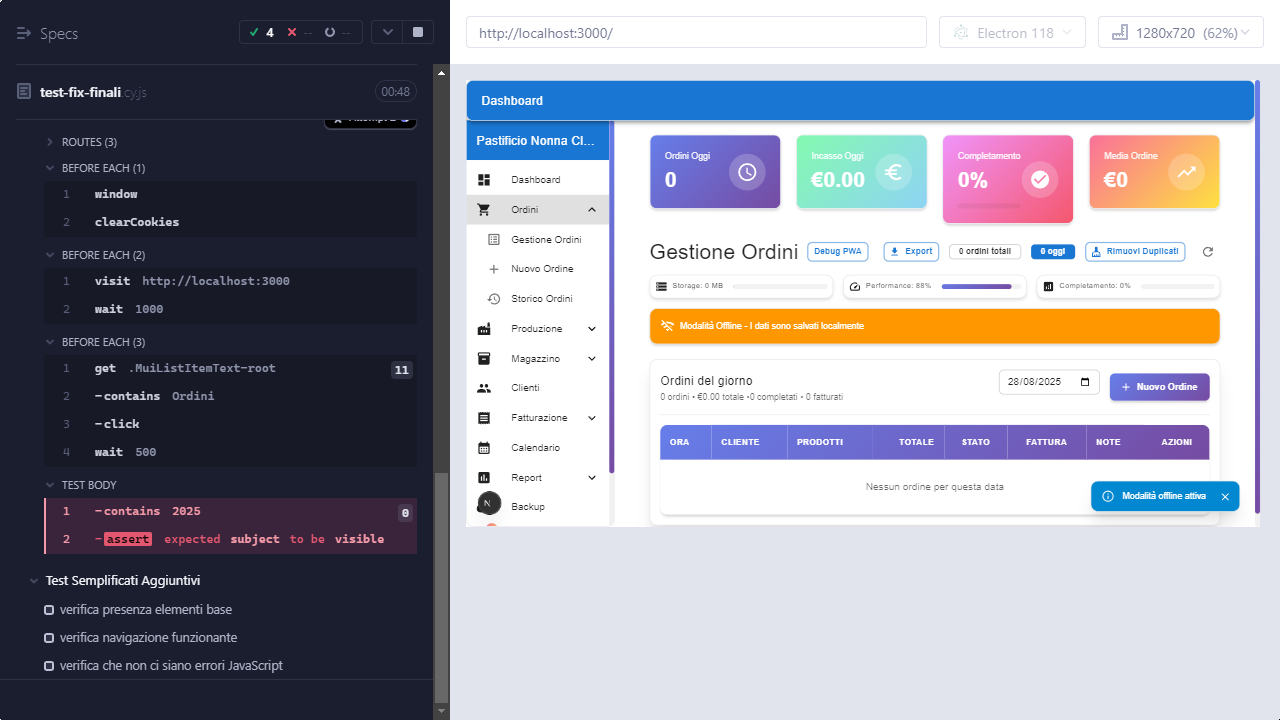 Specs
4
--
--
test-fix-finali.cy.js
00:48
ROUTES (3)
BEFORE EACH (1)
1 window
2 clearCookies
BEFORE EACH (2)
1 visit http://localhost:3000
2 wait 1000
BEFORE EACH (3)
1 get .MuiListItemText-root 11
2 -contains Ordini
3 -click
4 wait 500
TEST BODY
1 -contains 2025 0
2 -assert expected subject to be visible
Test Semplificati Aggiuntivi
verifica presenza elementi base
verifica navigazione funzionante
verifica che non ci siano errori JavaScript
http://localhost:3000/
Electron 118
1280x720 (62%)
Dashboard
Pastificio Nonna Cl...
Dashboard
Ordini
Gestione Ordini
Nuovo Ordine
Storico Ordini
Produzione
Magazzino
Clienti
Fatturazione
Calendario
Report
N
Backup
Ordini Oggi
0
Incasso Oggi
€0.00
Completamento
0%
Media Ordine
€0
Gestione Ordini
Debug PWA
Export
0 ordini totali
0 oggi
Rimuovi Duplicati
Storage: 0 MB
Performance: 88%
Completamento: 0%
Modalità Offline - I dati sono salvati localmente
Ordini del giorno
0 ordini • €0.00 totale •0 completati • 0 fatturati
28/08/2025
Nuovo Ordine
ORA CLIENTE PRODOTTI TOTALE STATO FATTURA NOTE AZIONI
Nessun ordine per questa data
Modalità offline attiva